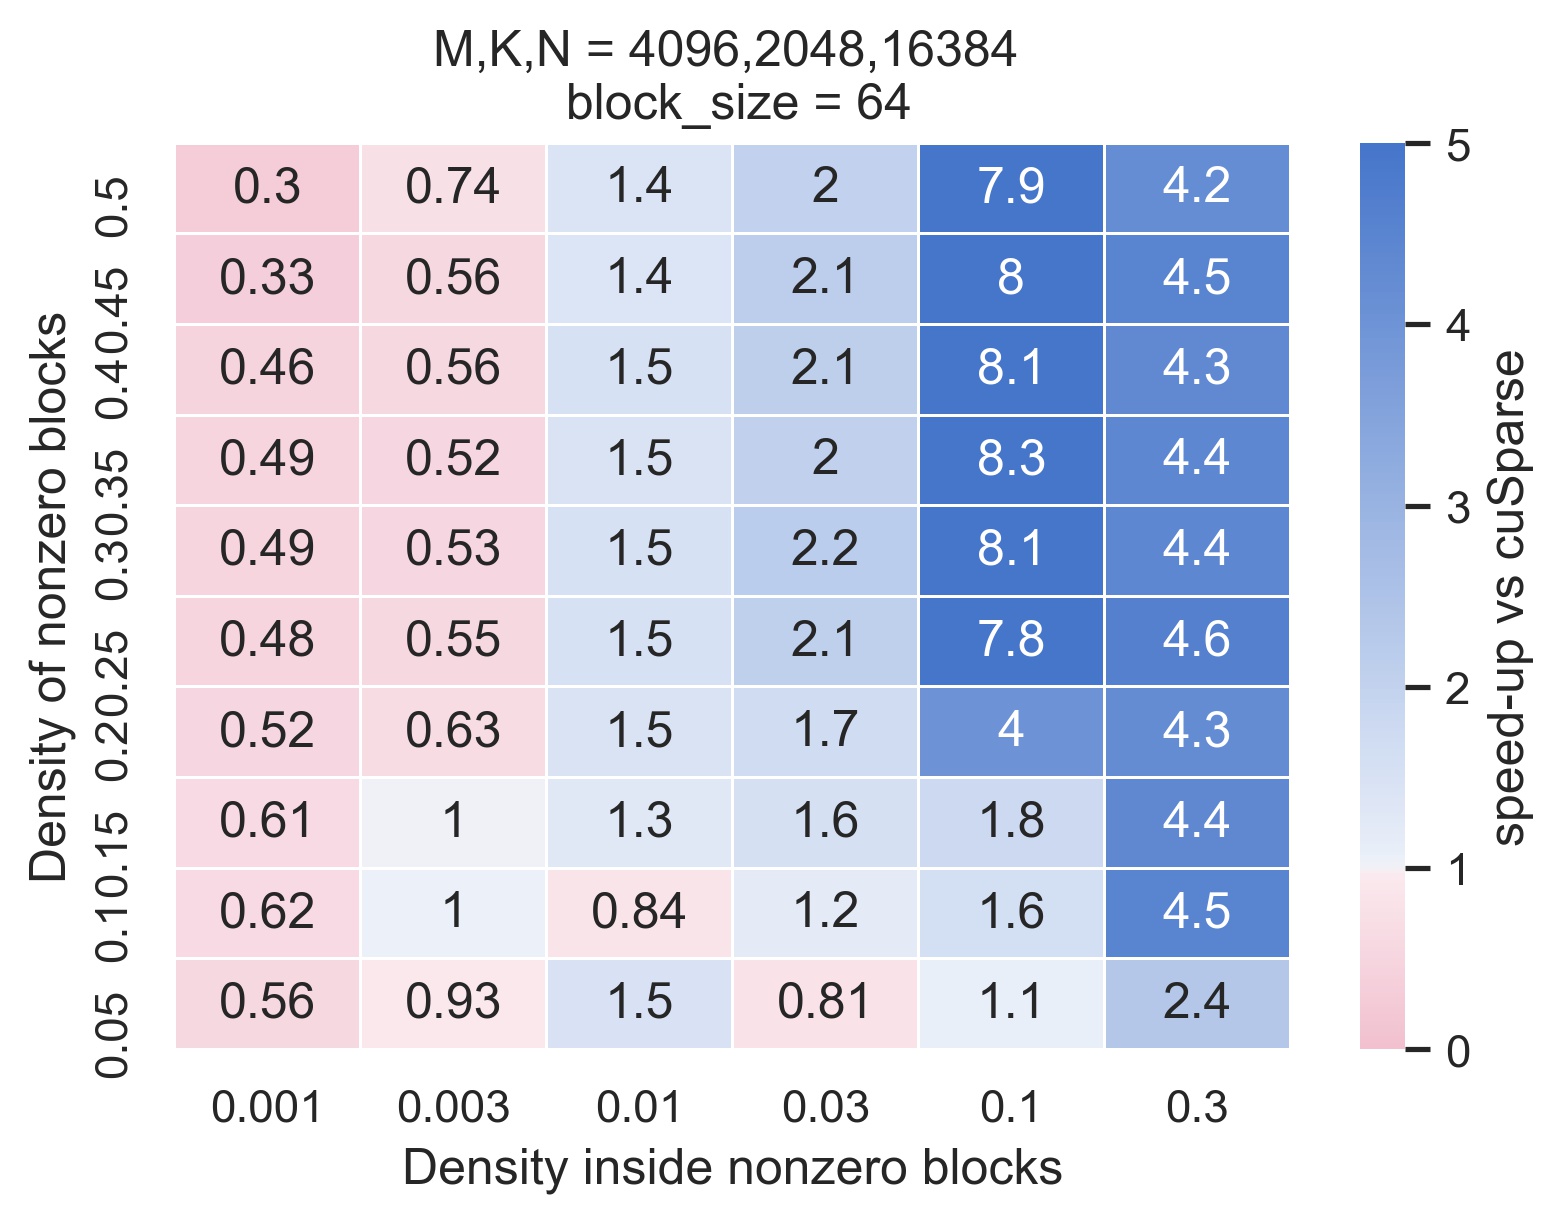 M,K,N = 4096,2048,16384
block_size = 64
Density of nonzero blocks
0.5 0.3 0.74 1.4 2 7.9 4.2
0.45 0.33 0.56 1.4 2.1 8 4.5
0.4 0.46 0.56 1.5 2.1 8.1 4.3
0.35 0.49 0.52 1.5 2 8.3 4.4
0.3 0.49 0.53 1.5 2.2 8.1 4.4
0.25 0.48 0.55 1.5 2.1 7.8 4.6
0.2 0.52 0.63 1.5 1.7 4 4.3
0.15 0.61 1 1.3 1.6 1.8 4.4
0.1 0.62 1 0.84 1.2 1.6 4.5
0.05 0.56 0.93 1.5 0.81 1.1 2.4
0.001 0.003 0.01 0.03 0.1 0.3
Density inside nonzero blocks
5
4
3
2
1
0
speed-up vs cuSparse